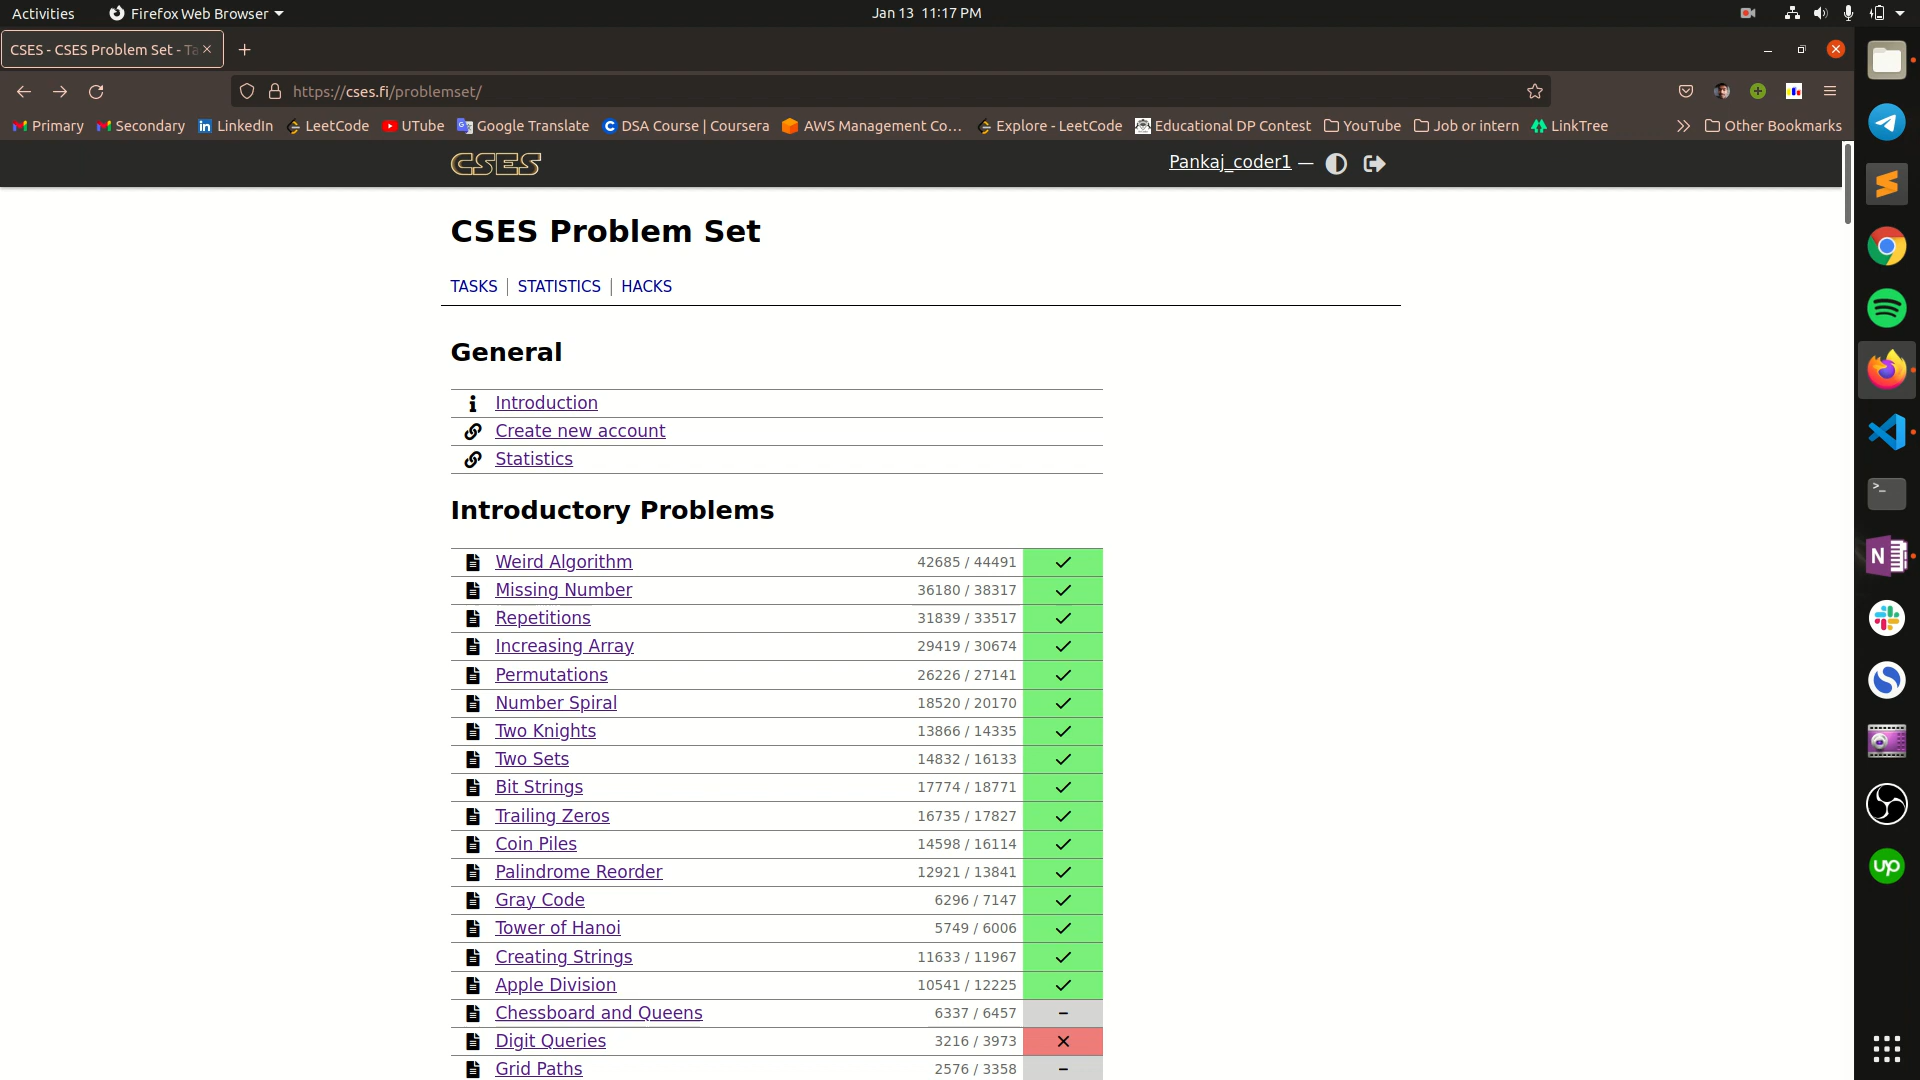 Activities Firefox Web Browser Jan 13 11:17 PM
CSES - CSES Problem Set - Ta
https://cses.fi/problemset/
Primary Secondary LinkedIn LeetCode UTube Google Translate DSA Course | Coursera AWS Management Co... Explore - LeetCode Educational DP Contest YouTube Job or intern LinkTree Other Bookmarks
CSES Pankaj_coder1 —
CSES Problem Set
TASKS | STATISTICS | HACKS
General
Introduction
Create new account
Statistics
Introductory Problems
Weird Algorithm 42685 / 44491
Missing Number 36180 / 38317
Repetitions 31839 / 33517
Increasing Array 29419 / 30674
Permutations 26226 / 27141
Number Spiral 18520 / 20170
Two Knights 13866 / 14335
Two Sets 14832 / 16133
Bit Strings 17774 / 18771
Trailing Zeros 16735 / 17827
Coin Piles 14598 / 16114
Palindrome Reorder 12921 / 13841
Gray Code 6296 / 7147
Tower of Hanoi 5749 / 6006
Creating Strings 11633 / 11967
Apple Division 10541 / 12225
Chessboard and Queens 6337 / 6457 –
Digit Queries 3216 / 3973
Grid Paths 2576 / 3358 –
N
up